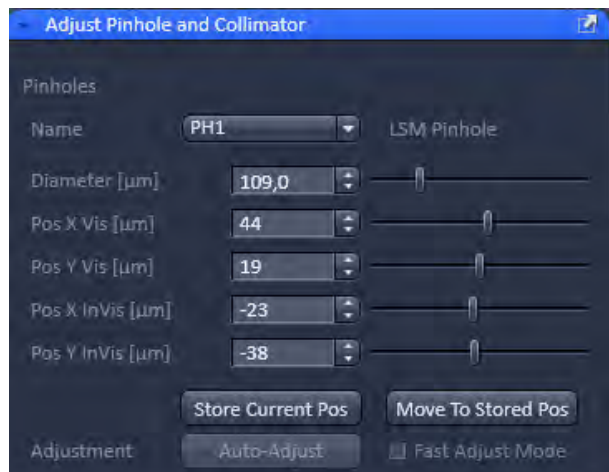 Adjust Pinhole and Collimator
Pinholes
Name PH1 LSM Pinhole
Diameter [µm] 109,0
Pos X Vis [µm] 44
Pos Y Vis [µm] 19
Pos X InVis [µm] -23
Pos Y InVis [µm] -38
Store Current Pos Move To Stored Pos
Adjustment Auto-Adjust Fast Adjust Mode